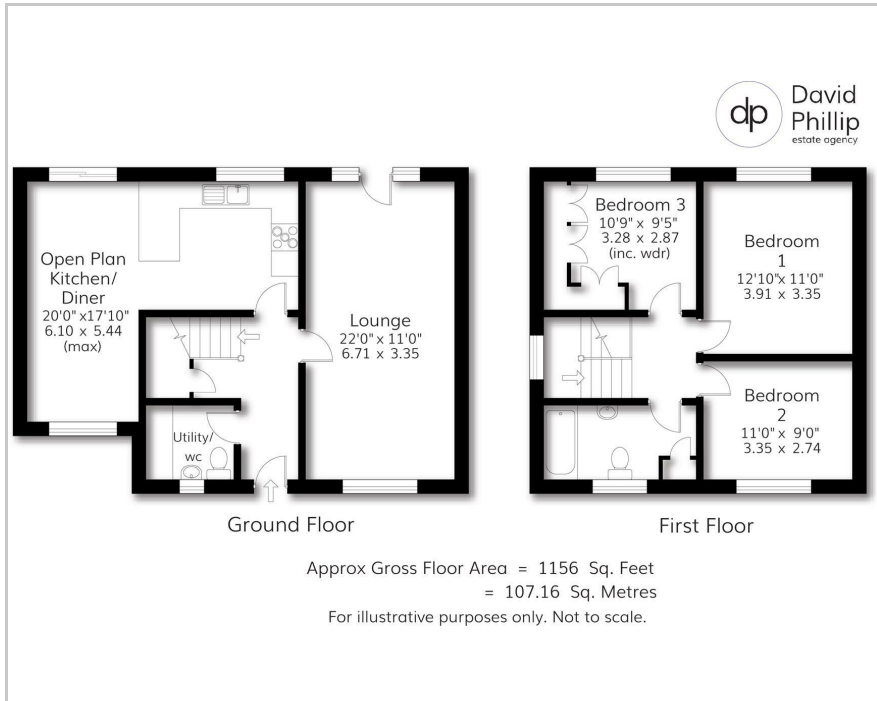 dp
David
Phillip
estate agency
Open Plan
Kitchen/
Diner
20'0" x17'10"
6.10 x 5.44
(max)
Lounge
22'0" x 11'0"
6.71 x 3.35
Utility/
wc
Ground Floor
Bedroom 3
10'9" x 9'5"
3.28 x 2.87
(inc. wdr)
Bedroom
1
12'10" x 11'0"
3.91 x 3.35
Bedroom
2
11'0" x 9'0"
3.35 x 2.74
First Floor
Approx Gross Floor Area = 1156 Sq. Feet
= 107.16 Sq. Metres
For illustrative purposes only. Not to scale.